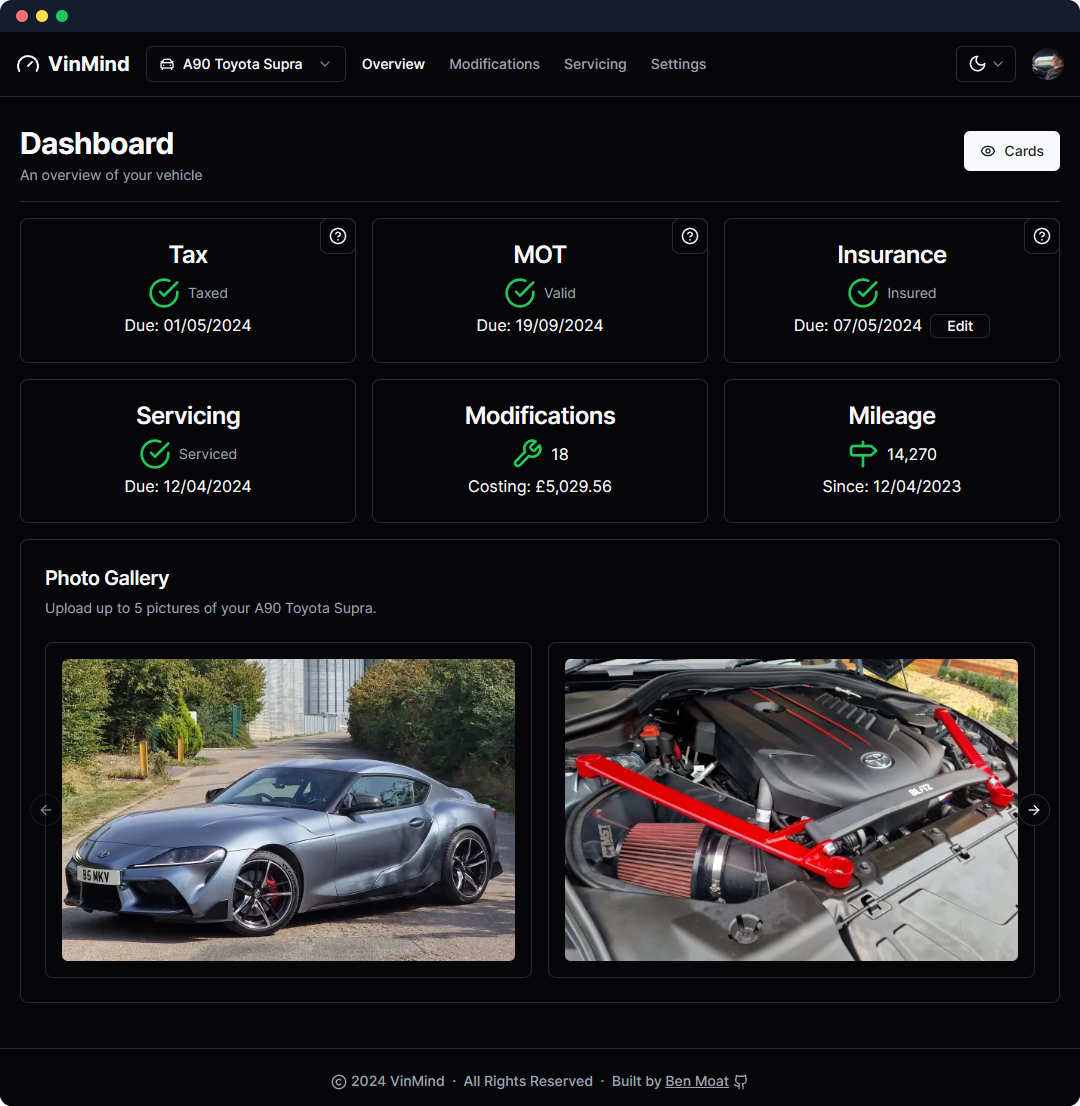 VinMind A90 Toyota Supra Overview Modifications Servicing Settings
Dashboard
Cards
An overview of your vehicle
Tax
Taxed
Due: 01/05/2024
MOT
Valid
Due: 19/09/2024
Insurance
Insured
Due: 07/05/2024 Edit
Servicing
Serviced
Due: 12/04/2024
Modifications
18
Costing: £5,029.56
Mileage
14,270
Since: 12/04/2023
Photo Gallery
Upload up to 5 pictures of your A90 Toyota Supra.
B5 MKV
BLITZ
© 2024 VinMind · All Rights Reserved · Built by Ben Moat